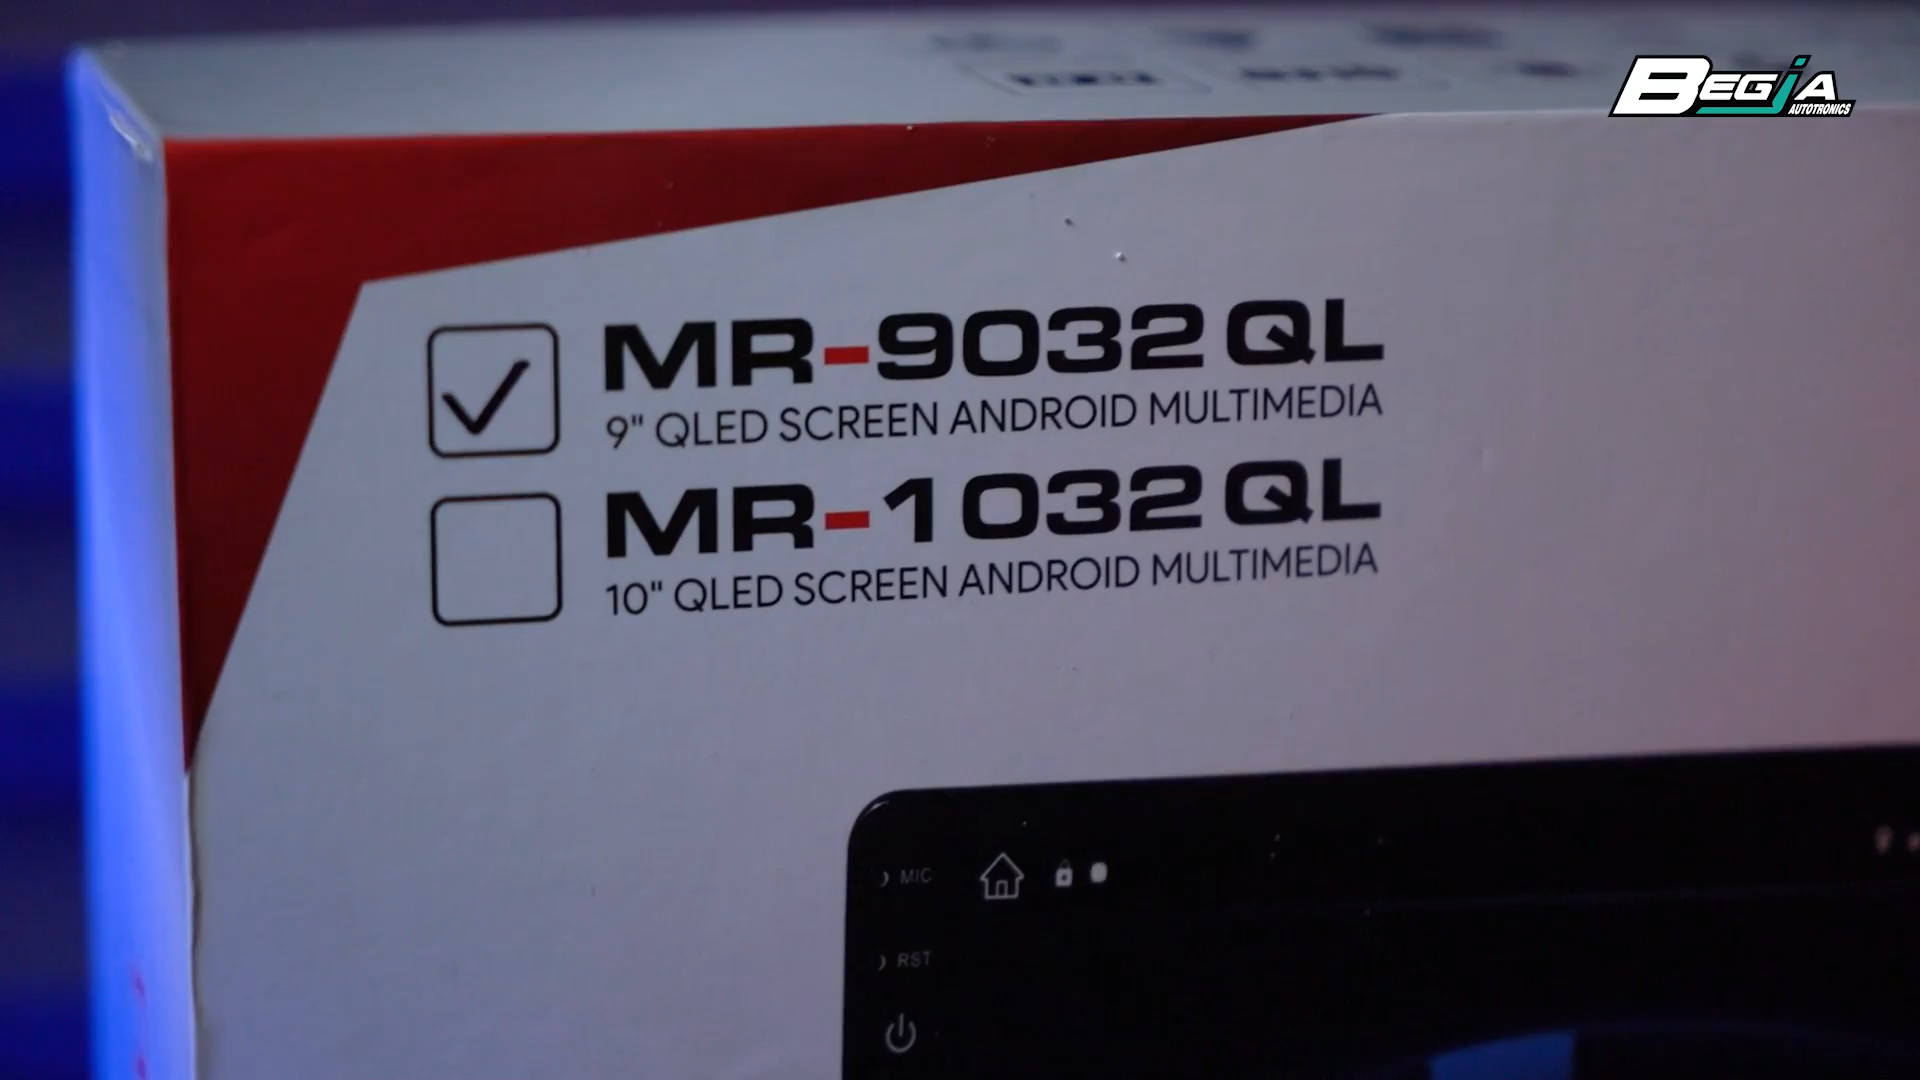 BEGJA
AUTOTRONICS
MR-9032QL
9" QLED SCREEN ANDROID MULTIMEDIA
MR-1032QL
10" QLED SCREEN ANDROID MULTIMEDIA
MIC
RST